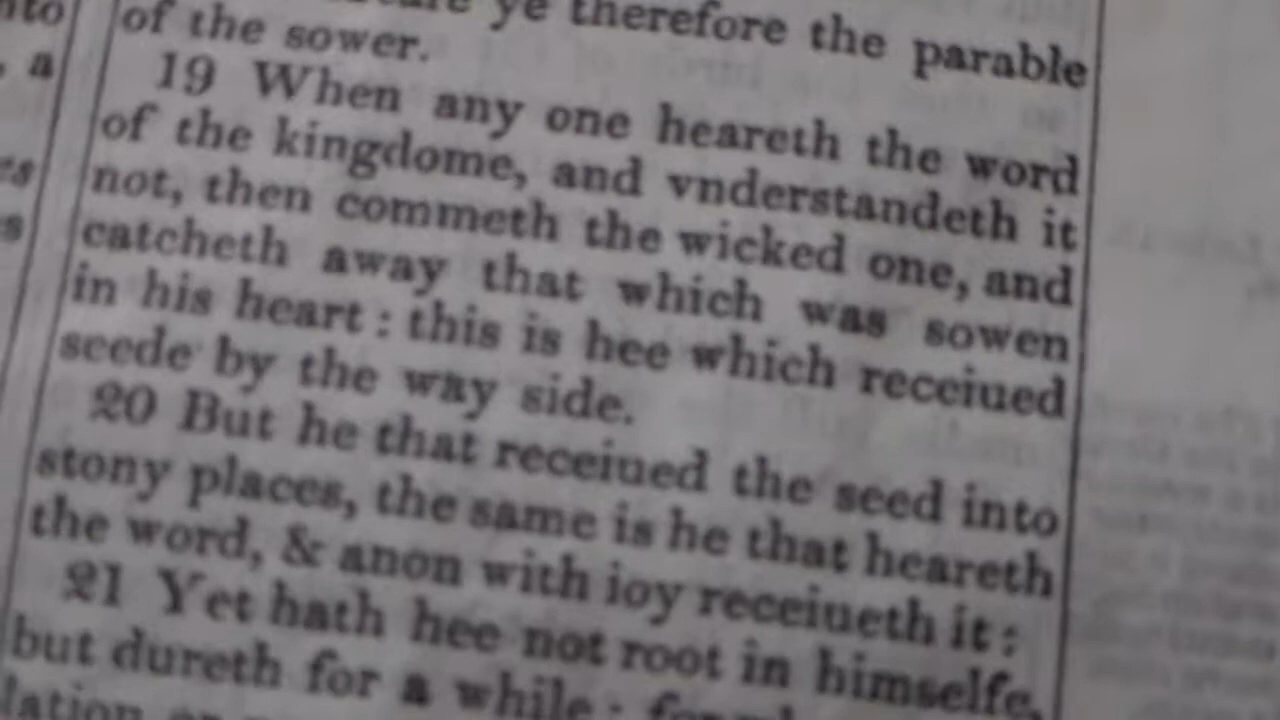 ye therefore the parable
of the sower.
19 When any one heareth the word
of the kingdome, and vnderstandeth it
not, then commeth the wicked one, and
catcheth away that which was sowen
in his heart: this is hee which receiued
seede by the way side.
20 But he that receiued the seed into
stony places, the same is he that heareth
the word, & anon with ioy receiueth it:
21 Yet hath hee not root in himselfe,
but dureth for a while: